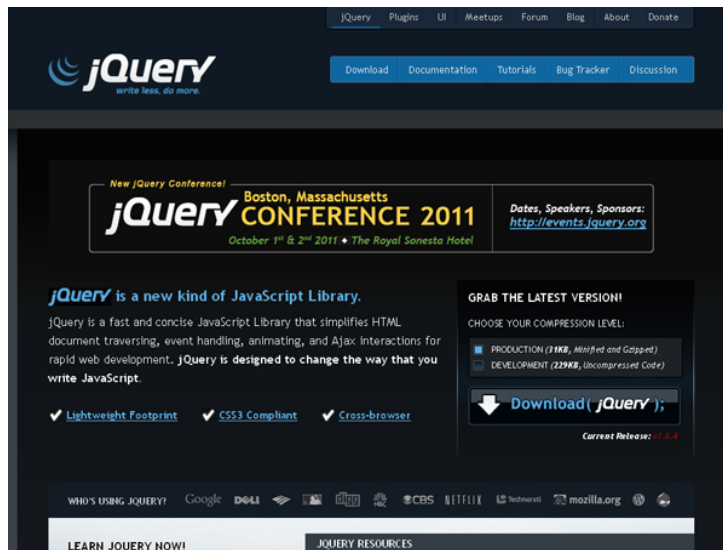 jQuery Plugins UI Meetups Forum Blog About Donate
jQuery
write less, do more.
Download Documentation Tutorials Bug Tracker Discussion
New jQuery Conference!
jQuery Boston, Massachusetts
CONFERENCE 2011
October 1st & 2nd 2011 • The Royal Sonesta Hotel
Dates, Speakers, Sponsors:
http://events.jquery.org
jQuery is a new kind of JavaScript Library.
jQuery is a fast and concise JavaScript Library that simplifies HTML
document traversing, event handling, animating, and Ajax interactions for
rapid web development. jQuery is designed to change the way that you
write JavaScript.
Lightweight Footprint CSS3 Compliant Cross-browser
GRAB THE LATEST VERSION!
CHOOSE YOUR COMPRESSION LEVEL:
PRODUCTION (31KB, Minified and Gzipped)
DEVELOPMENT (229KB, Uncompressed Code)
Download( jQuery );
Current Release: v1.6.4
WHO'S USING JQUERY? Google DELL digg NBC CBS NETFLIX Technorati mozilla.org
LEARN JQUERY NOW!
JQUERY RESOURCES